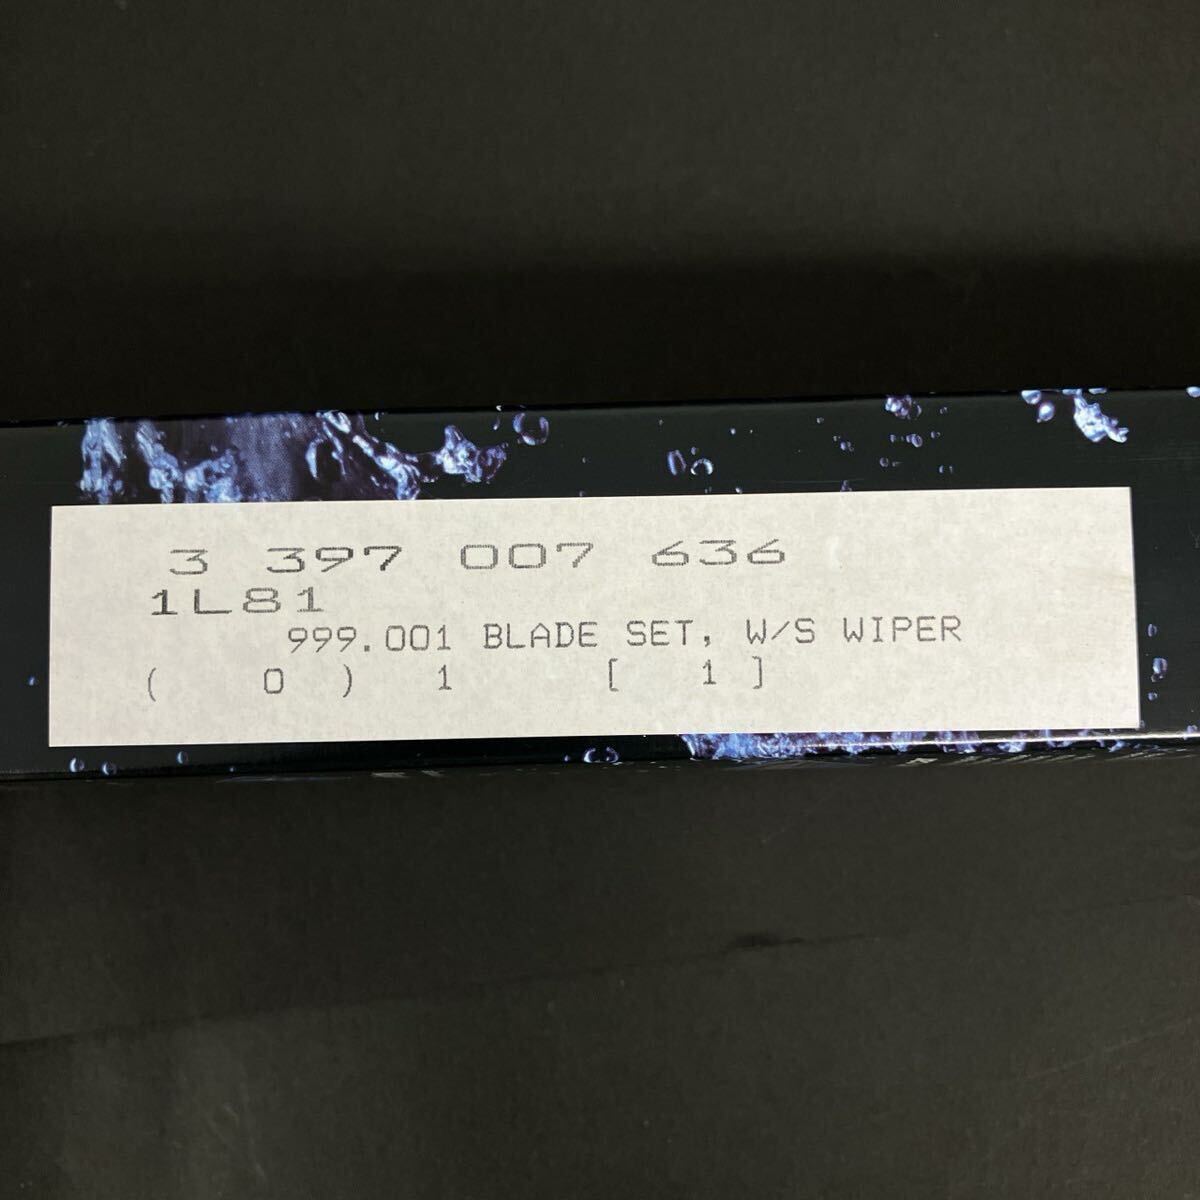 3 397 007 636
1L81
999.001 BLADE SET, W/S WIPER
( 0 ) 1 [ 1 ]